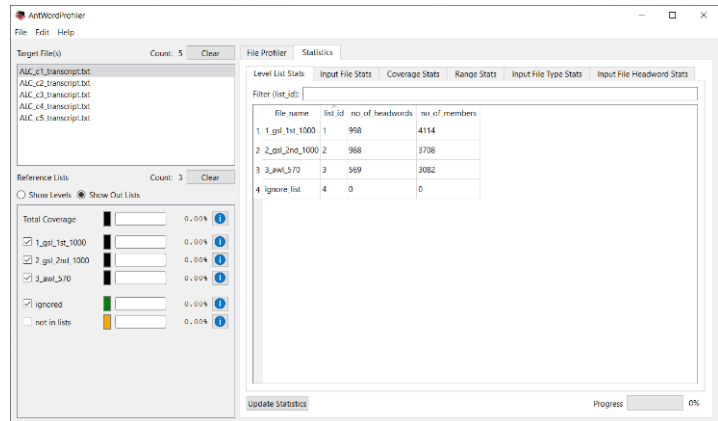 AntWordProfiler
File Edit Help
Target File(s) Count: 5 Clear
ALC_c1_transcript.txt
ALC_c2_transcript.txt
ALC_c3_transcript.txt
ALC_c4_transcript.txt
ALC_c5_transcript.txt
Reference Lists Count: 3 Clear
Show Levels Show Out Lists
Total Coverage 0.00%
1_gsl_1st_1000 0.00%
2_gsl_2nd_1000 0.00%
3_awl_570 0.00%
ignored 0.00%
not in lists 0.00%
File Profiler Statistics
Level List Stats Input File Stats Coverage Stats Range Stats Input File Type Stats Input File Headword Stats
Filter (list_id):
file_name list_id no_of_headwords no_of_members
1 1_gsl_1st_1000 1 998 4114
2 2_gsl_2nd_1000 2 988 3708
3 3_awl_570 3 569 3082
4 ignore_list 4 0 0
Update Statistics Progress 0%